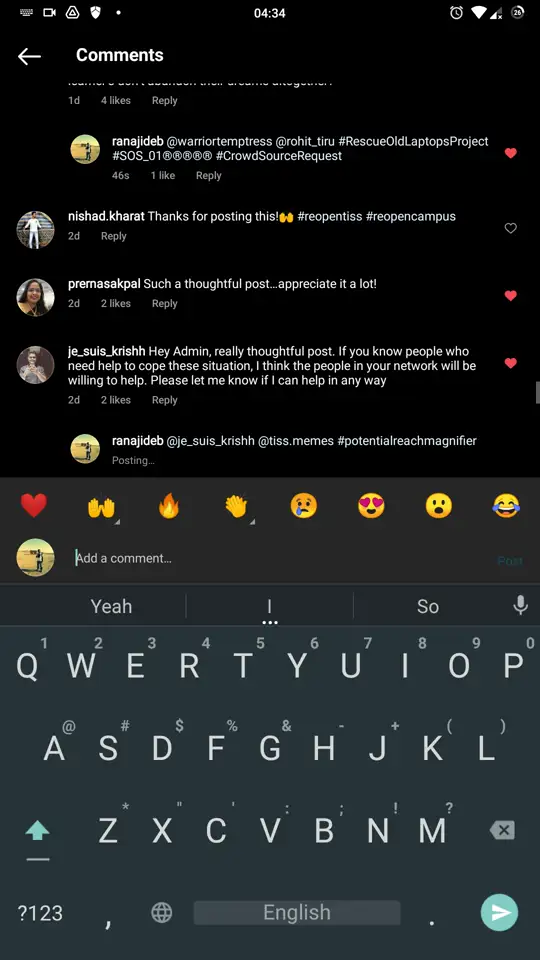 04:34
26
Comments
1d 4 likes Reply
ranajideb @warriortemptress @rohit_tiru #RescueOldLaptopsProject
#SOS_01®®®®® #CrowdSourceRequest
46s 1 like Reply
nishad.kharat Thanks for posting this!🙌 #reopentiss #reopencampus
2d Reply
prernasakpal Such a thoughtful post…appreciate it a lot!
2d 2 likes Reply
je_suis_krishh Hey Admin, really thoughtful post. If you know people who
need help to cope these situation, I think the people in your network will be
willing to help. Please let me know if I can help in any way
2d 2 likes Reply
ranajideb @je_suis_krishh @tiss.memes #potentialreachmagnifier
Posting…
Add a comment… Post
Yeah I So
1 2 3 4 5 6 7 8 9 0
Q W E R T Y U I O P
@ # $ % & - + ( )
A S D F G H J K L
* " ' : ; ! ?
Z X C V B N M
?123 , English .